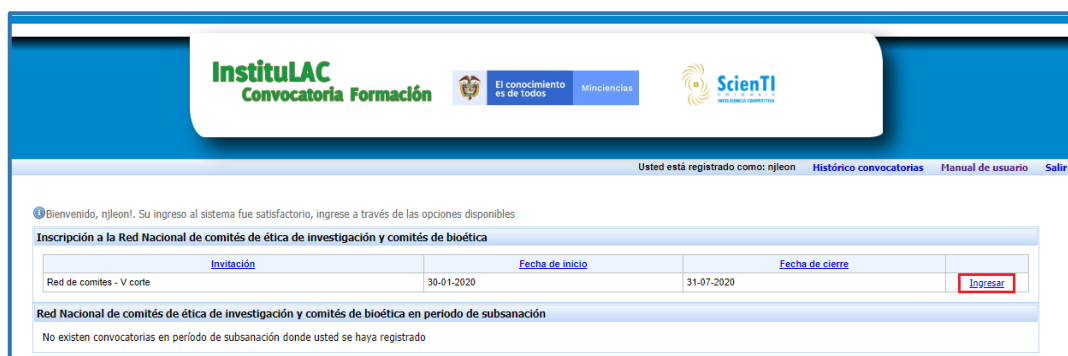 InstituLAC
Convocatoria Formación
El conocimiento
es de todos
Minciencias
ScienTI
COLOMBIA
INTELIGENCIA COMPETITIVA
Usted está registrado como: njleon Histórico convocatorias Manual de usuario Salir
Bienvenido, njleon!. Su ingreso al sistema fue satisfactorio, ingrese a través de las opciones disponibles
Inscripción a la Red Nacional de comités de ética de investigación y comités de bioética
Invitación Fecha de inicio Fecha de cierre
Red de comites - V corte 30-01-2020 31-07-2020 Ingresar
Red Nacional de comités de ética de investigación y comités de bioética en periodo de subsanación
No existen convocatorias en período de subsanación donde usted se haya registrado